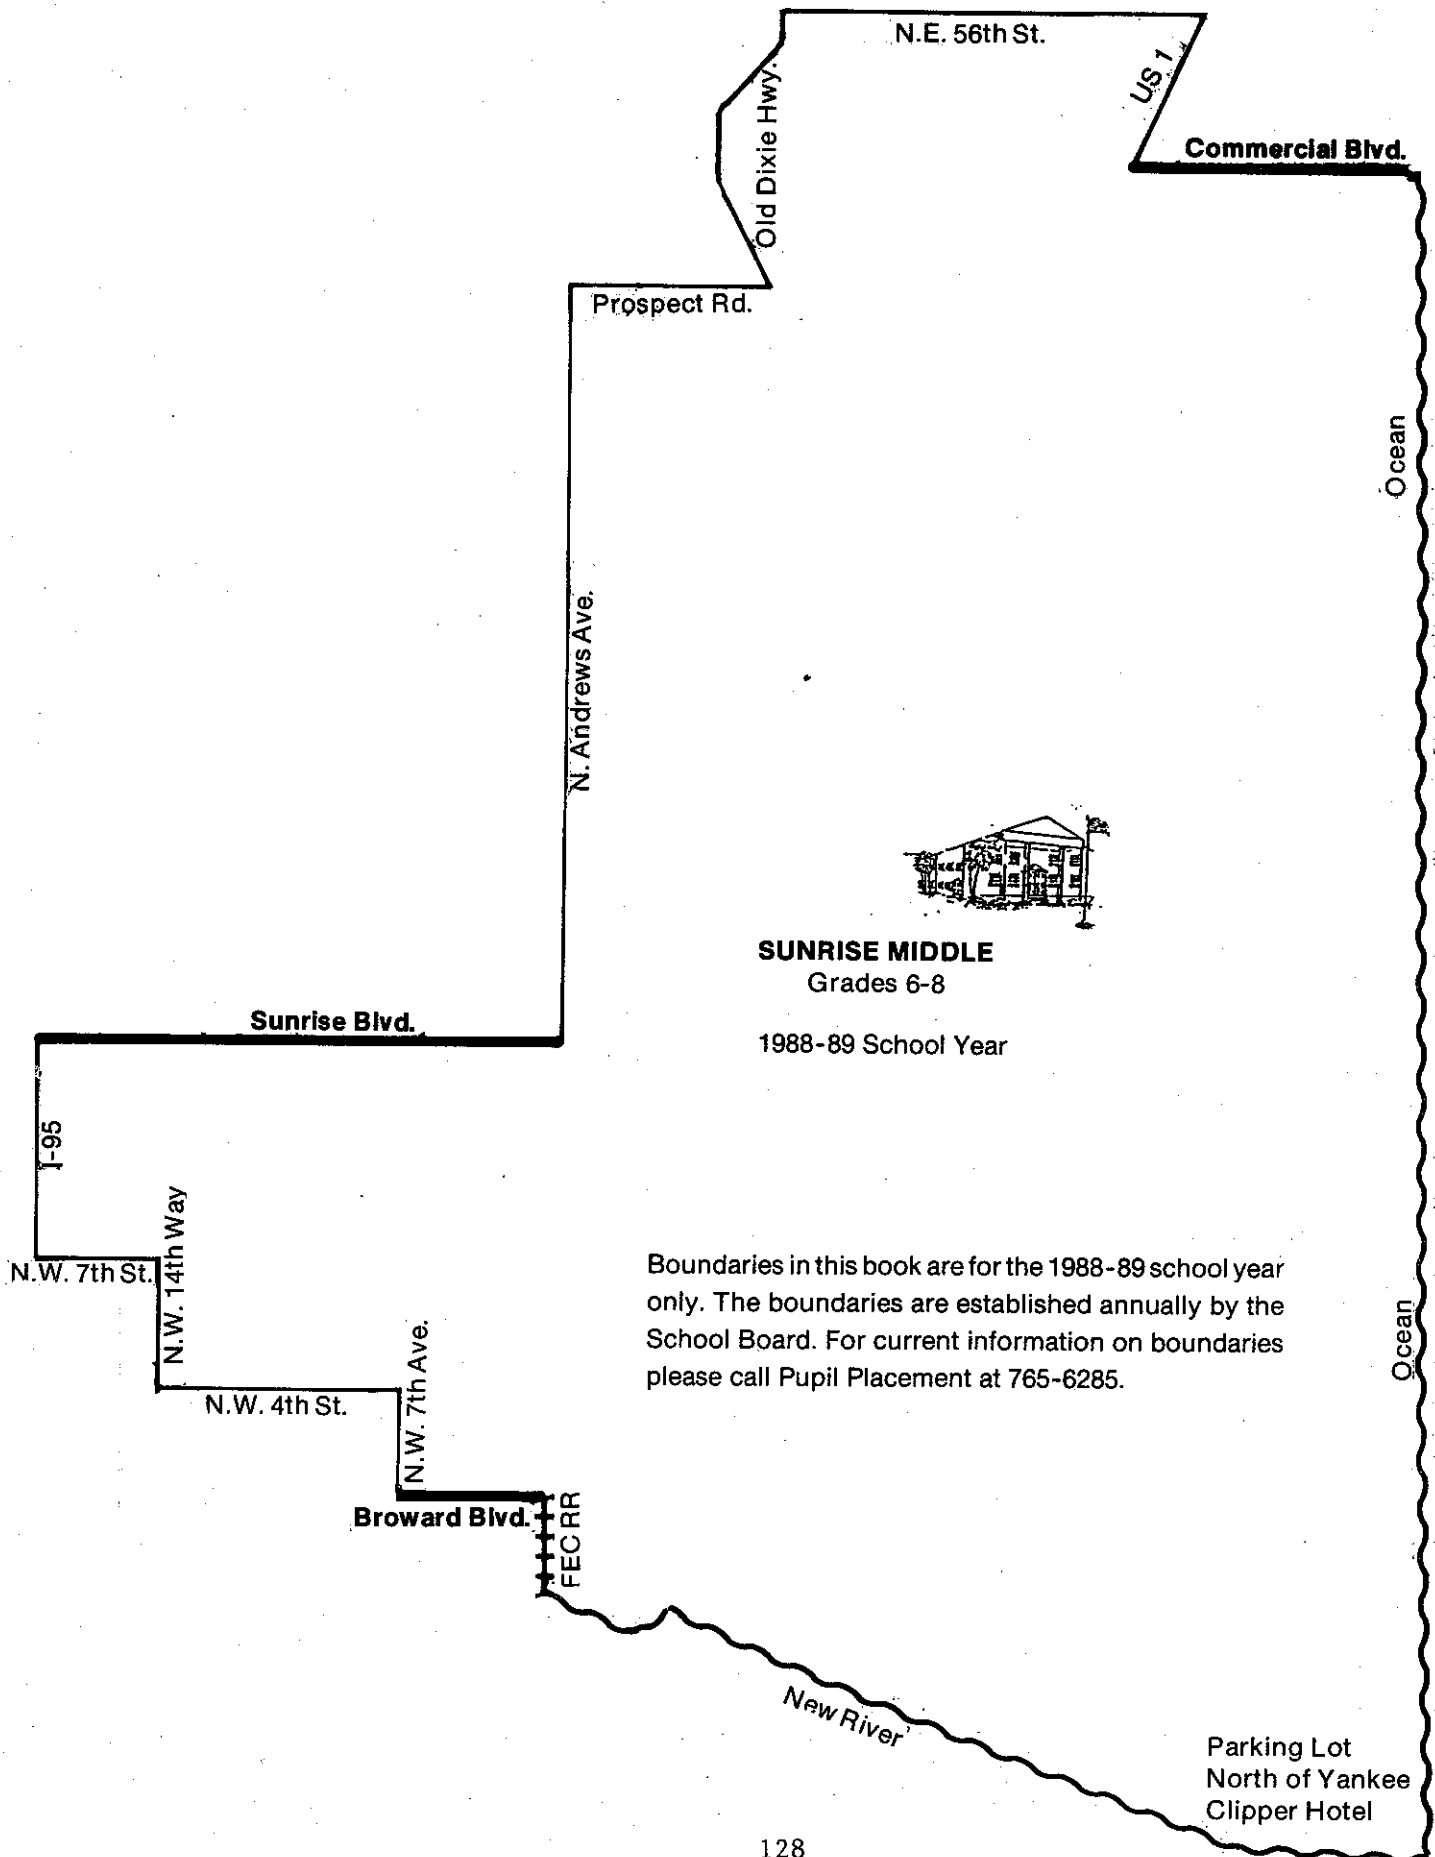 N.E. 56th St.
US 1
Commercial Blvd.
Old Dixie Hwy.
Prospect Rd.
Ocean
N. Andrews Ave.
SUNRISE MIDDLE
Grades 6-8
1988-89 School Year
Sunrise Blvd.
I-95
N.W. 7th St.
N.W. 14th Way
Boundaries in this book are for the 1988-89 school year
only. The boundaries are established annually by the
School Board. For current information on boundaries
please call Pupil Placement at 765-6285.
Ocean
N.W. 4th St.
N.W. 7th Ave.
Broward Blvd.
FEC RR
New River
Parking Lot
North of Yankee
Clipper Hotel
128